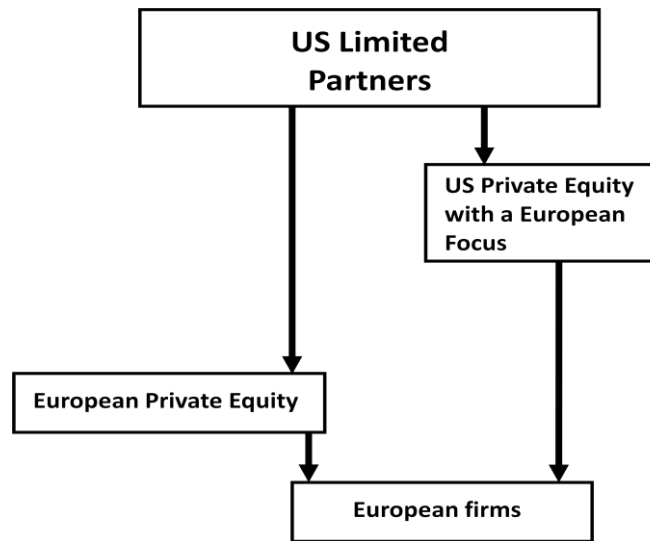 US Limited
Partners
US Private Equity
with a European
Focus
European Private Equity
European firms